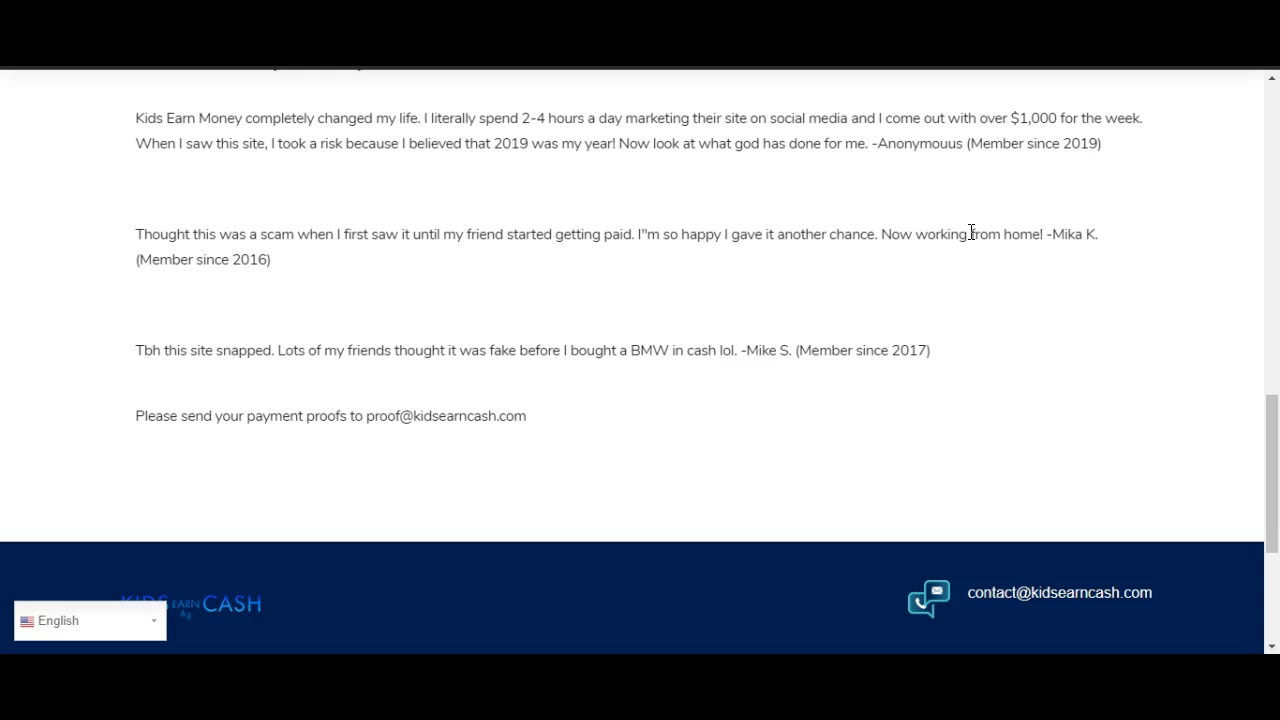 Kids Earn Money completely changed my life. I literally spend 2-4 hours a day marketing their site on social media and I come out with over $1,000 for the week.
When I saw this site, I took a risk because I believed that 2019 was my year! Now look at what god has done for me. -Anonymouus (Member since 2019)
Thought this was a scam when I first saw it until my friend started getting paid. I"m so happy I gave it another chance. Now working from home! -Mika K.
(Member since 2016)
Tbh this site snapped. Lots of my friends thought it was fake before I bought a BMW in cash lol. -Mike S. (Member since 2017)
Please send your payment proofs to proof@kidsearncash.com
contact@kidsearncash.com
KIDS EARN CASH
English